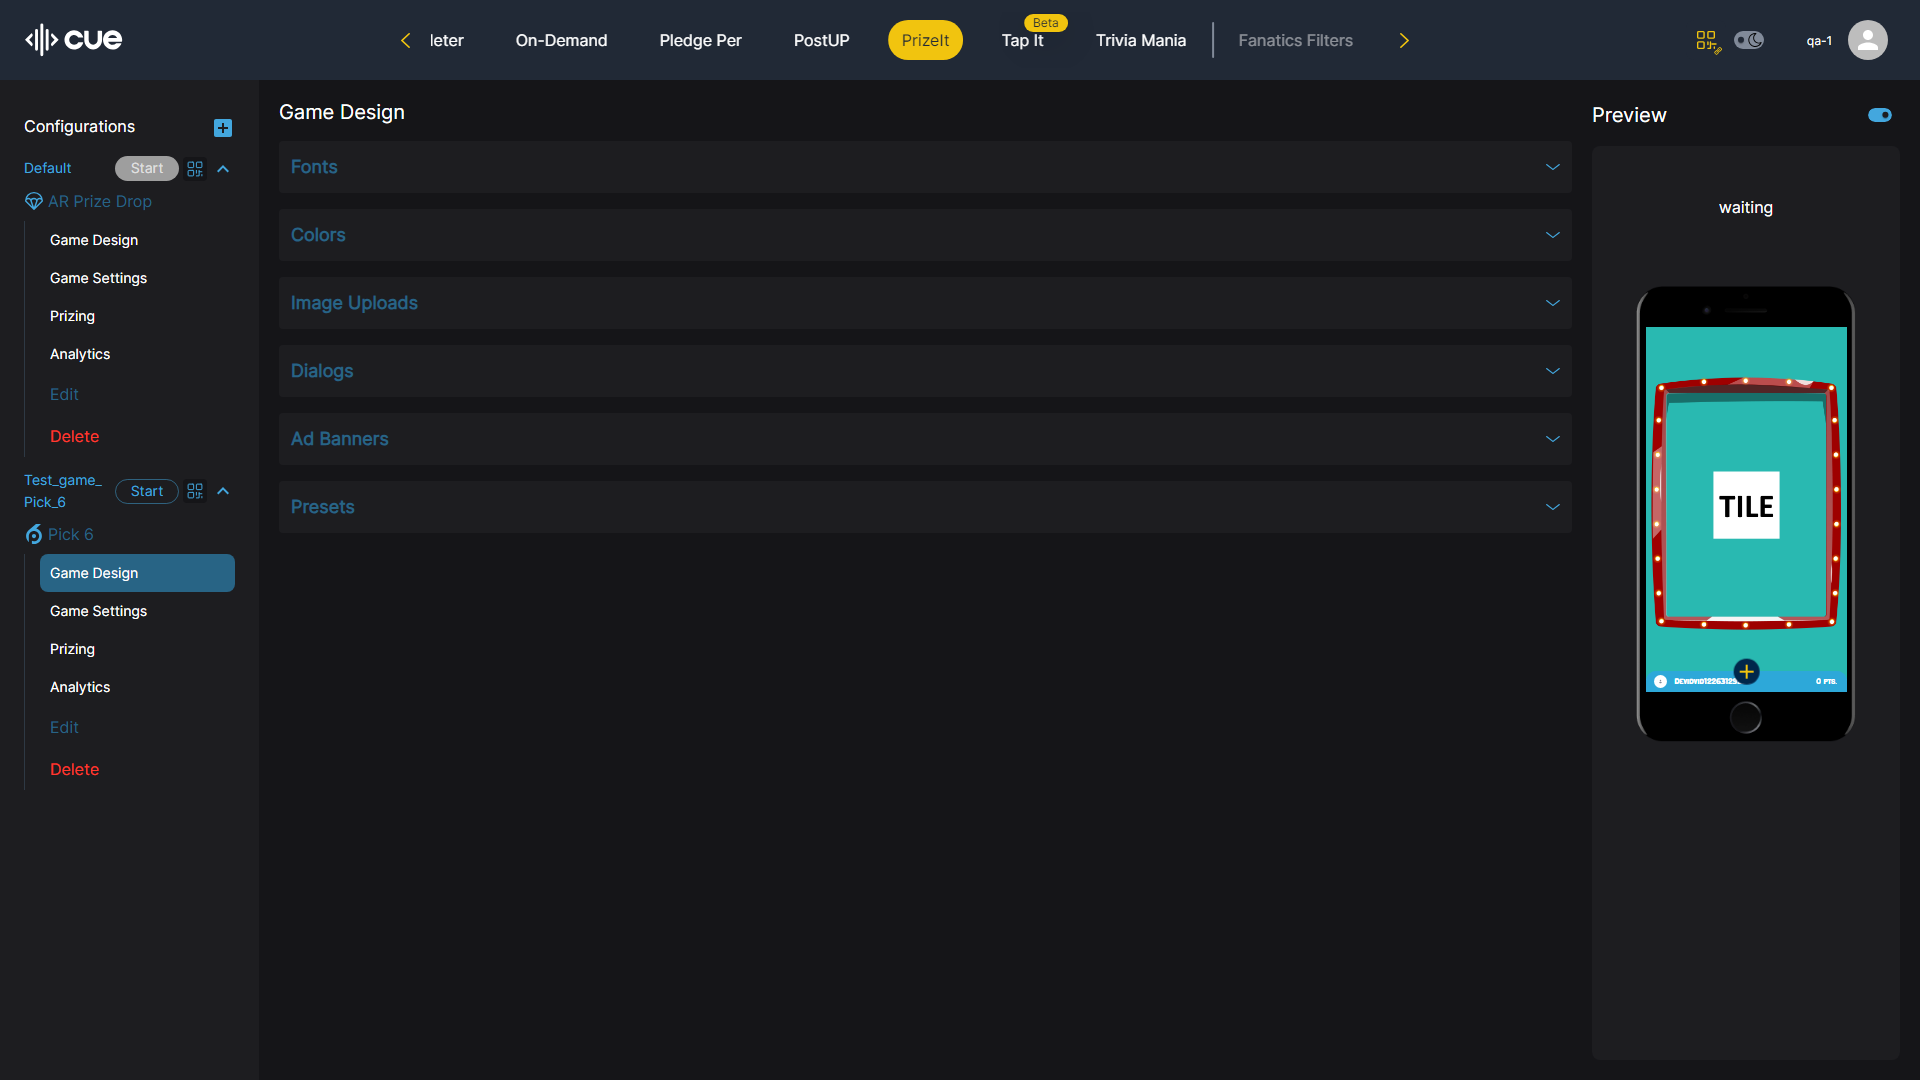 cue
leter
On-Demand
Pledge Per
PostUP
PrizeIt
Beta
Tap It
Trivia Mania
Fanatics Filters
qa-1
Configurations
Default
Start
AR Prize Drop
Game Design
Game Settings
Prizing
Analytics
Edit
Delete
Test_game_
Pick_6
Start
Pick 6
Game Design
Game Settings
Prizing
Analytics
Edit
Delete
Game Design
Fonts
Colors
Image Uploads
Dialogs
Ad Banners
Presets
Preview
waiting
TILE
0 PTS.